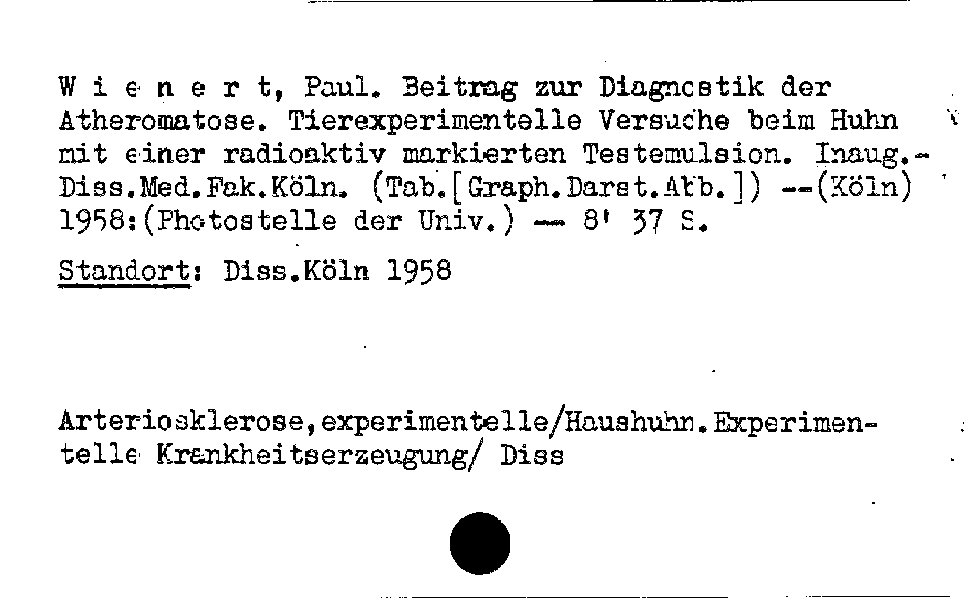 W i e n e r t, Paul. Beitrag zur Diagnostik der
Atheromatose. Tierexperimentelle Versuche beim Huhn
mit einer radioaktiv markierten Testemulsion. Inaug.-
Diss.Med.Fak.Köln. (Tab.[Graph.Darst.Abb.]) --(Köln)
1958:(Photostelle der Univ.) — 8' 37 S.
Standort: Diss.Köln 1958
Arteriosklerose,experimentelle/Haushuhn.Experimen-
telle Krankheitserzeugung/ Diss